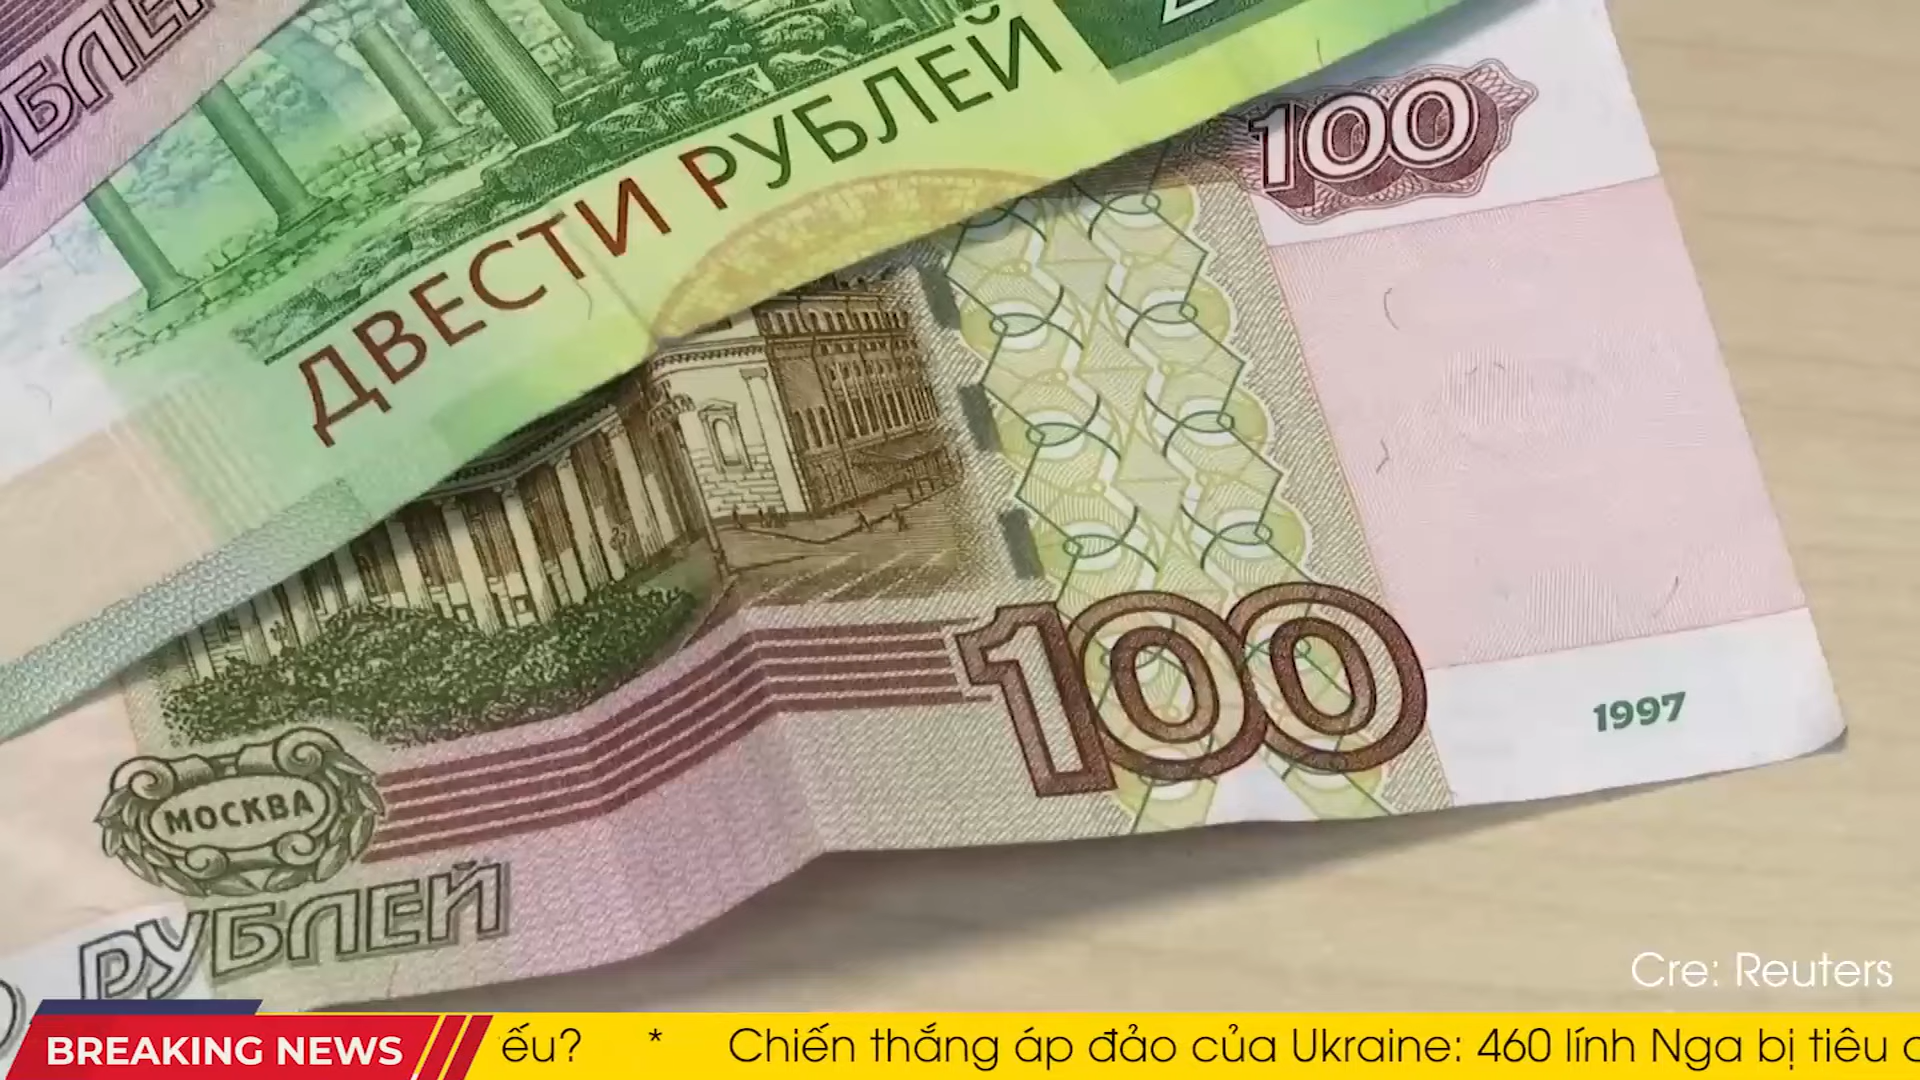 ДВЕСТИ РУБЛЕЙ
100
100
1997
МОСКВА
РУБЛЕЙ
Cre: Reuters
BREAKING NEWS
ếu? * Chiến thắng áp đảo của Ukraine: 460 lính Nga bị tiêu